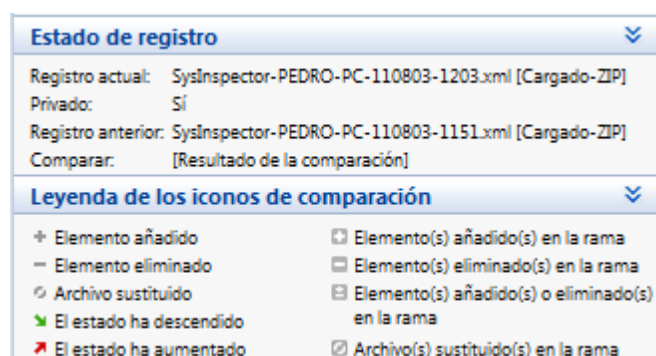 Estado de registro
Registro actual: SysInspector-PEDRO-PC-110803-1203.xml [Cargado-ZIP]
Privado: Sí
Registro anterior: SysInspector-PEDRO-PC-110803-1151.xml [Cargado-ZIP]
Comparar: [Resultado de la comparación]
Leyenda de los iconos de comparación
Elemento añadido
Elemento eliminado
Archivo sustituido
El estado ha descendido
El estado ha aumentado
Elemento(s) añadido(s) en la rama
Elemento(s) eliminado(s) en la rama
Elemento(s) añadido(s) o eliminado(s)
en la rama
Archivo(s) sustituido(s) en la rama